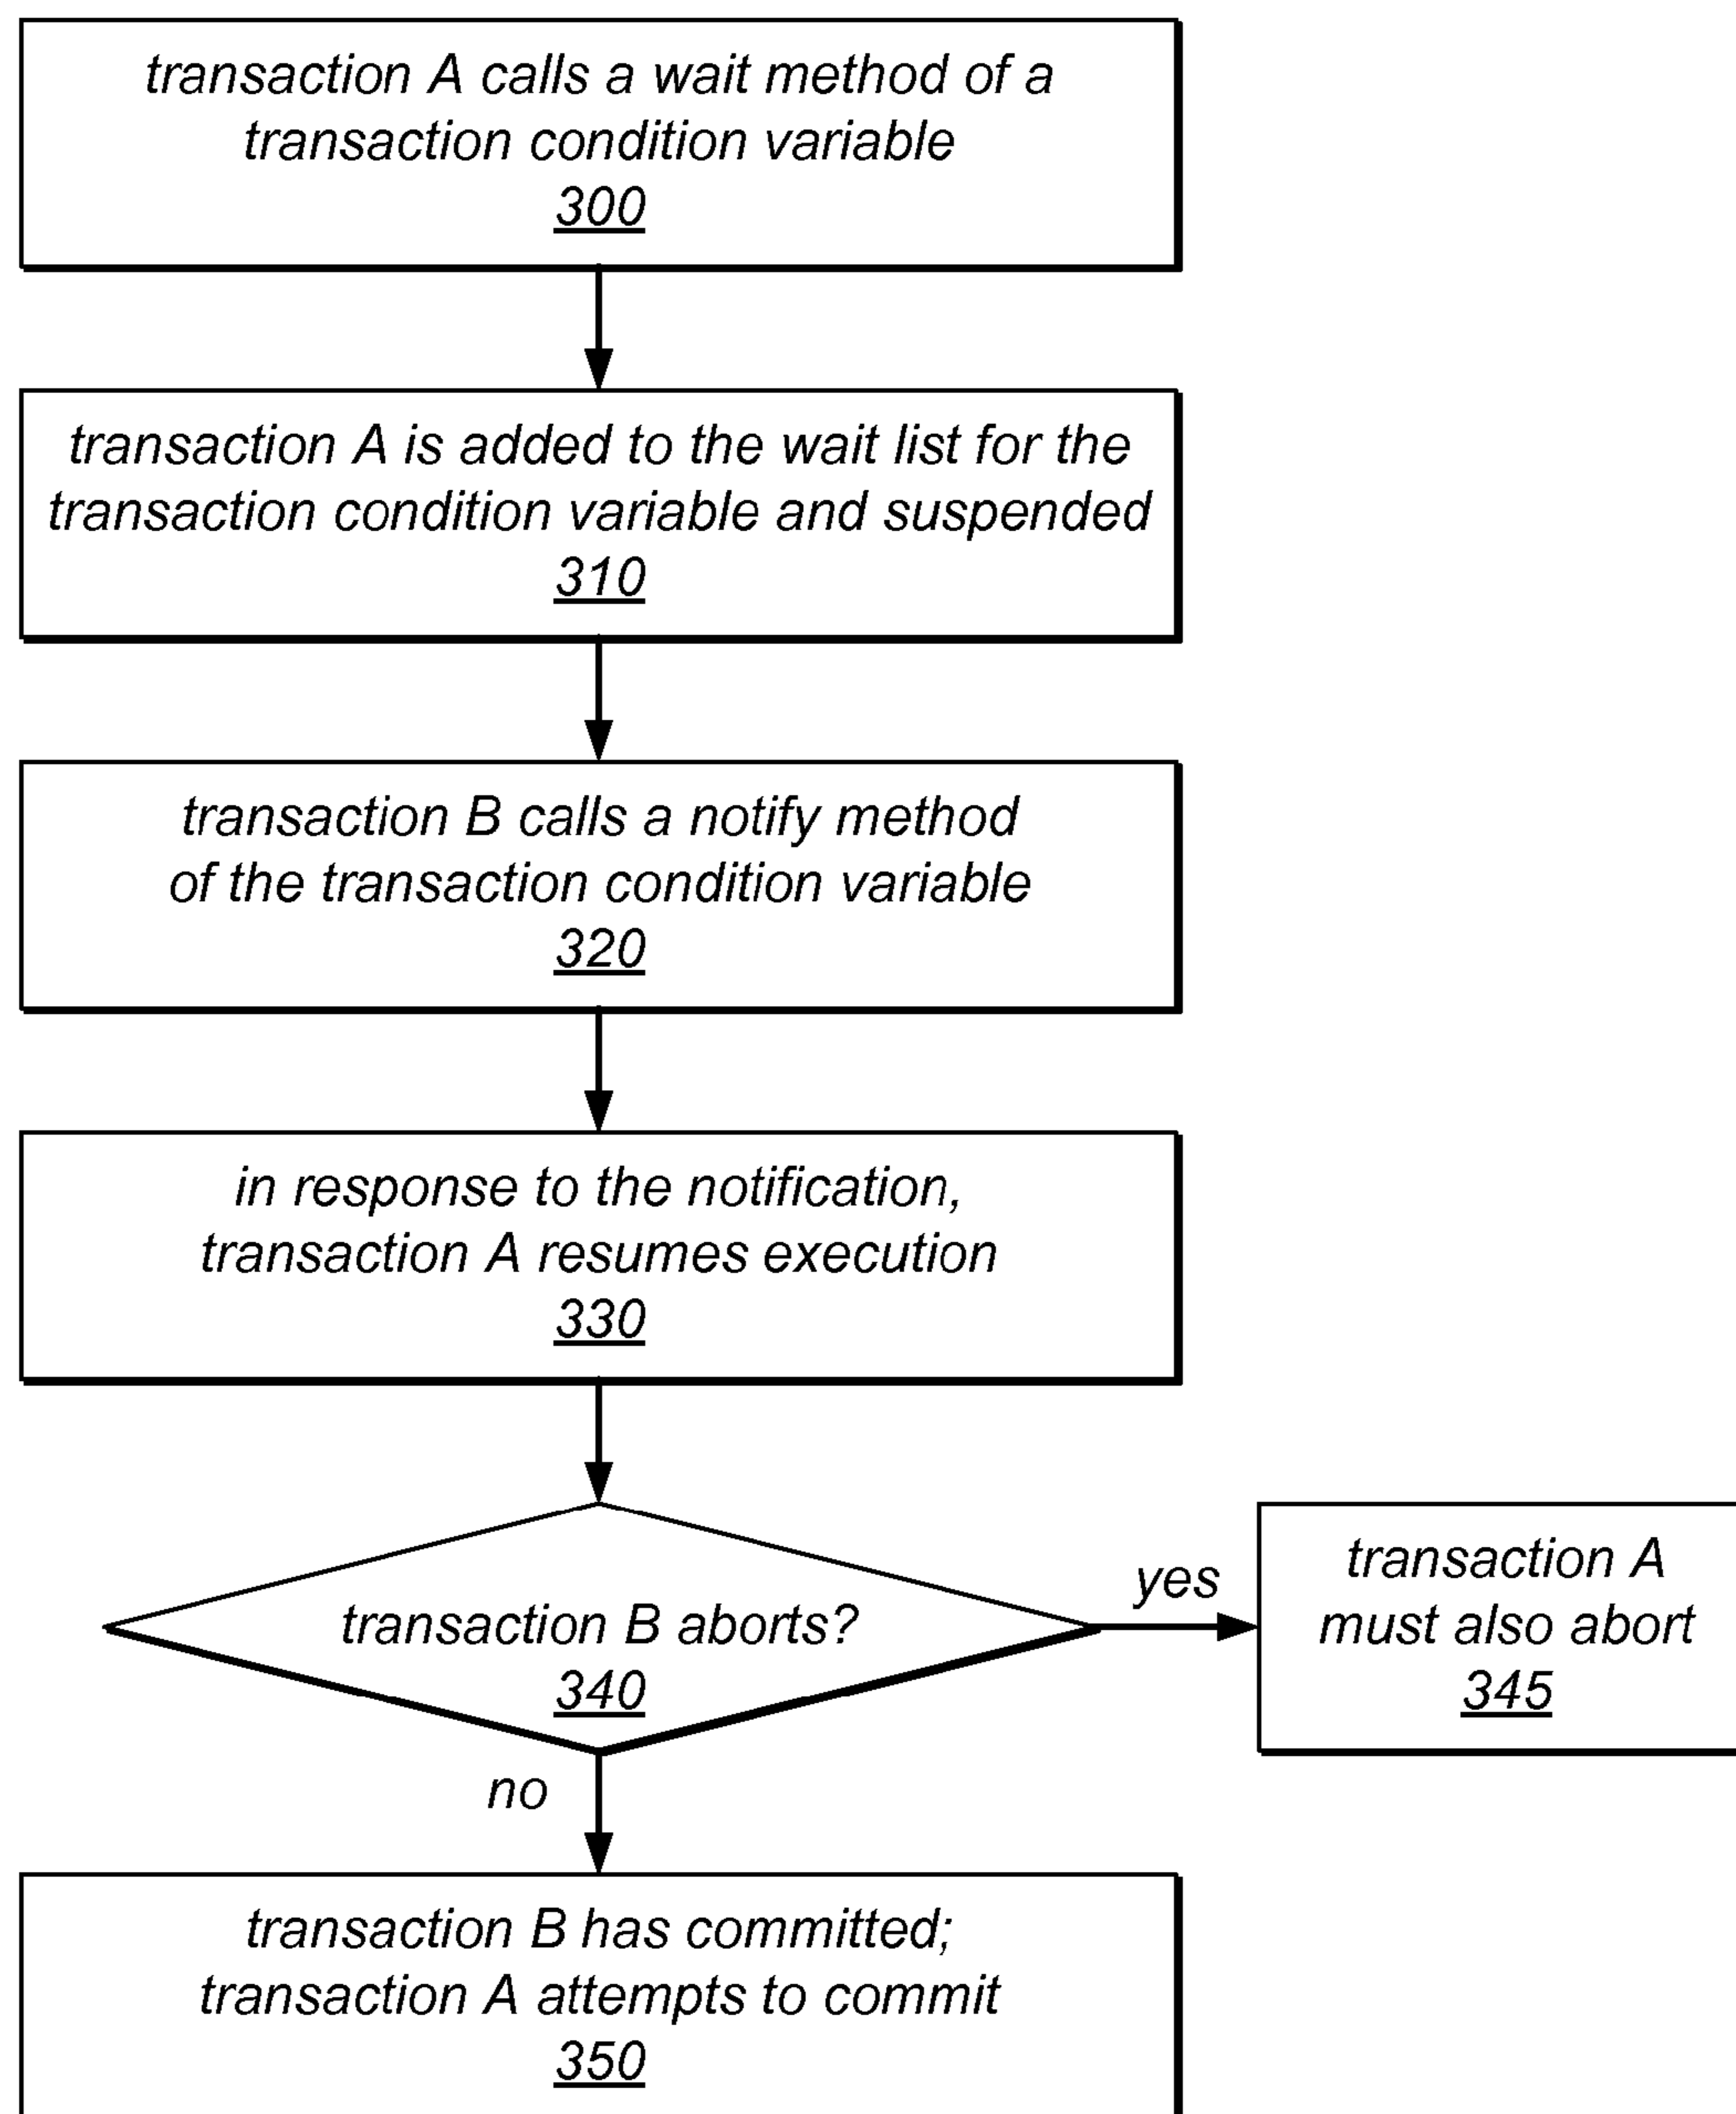 transaction A calls a wait method of a
transaction condition variable
300
transaction A is added to the wait list for the
transaction condition variable and suspended
310
transaction B calls a notify method
of the transaction condition variable
320
in response to the notification,
transaction A resumes execution
330
transaction B aborts?
340
yes
transaction A
must also abort
345
no
transaction B has committed;
transaction A attempts to commit
350